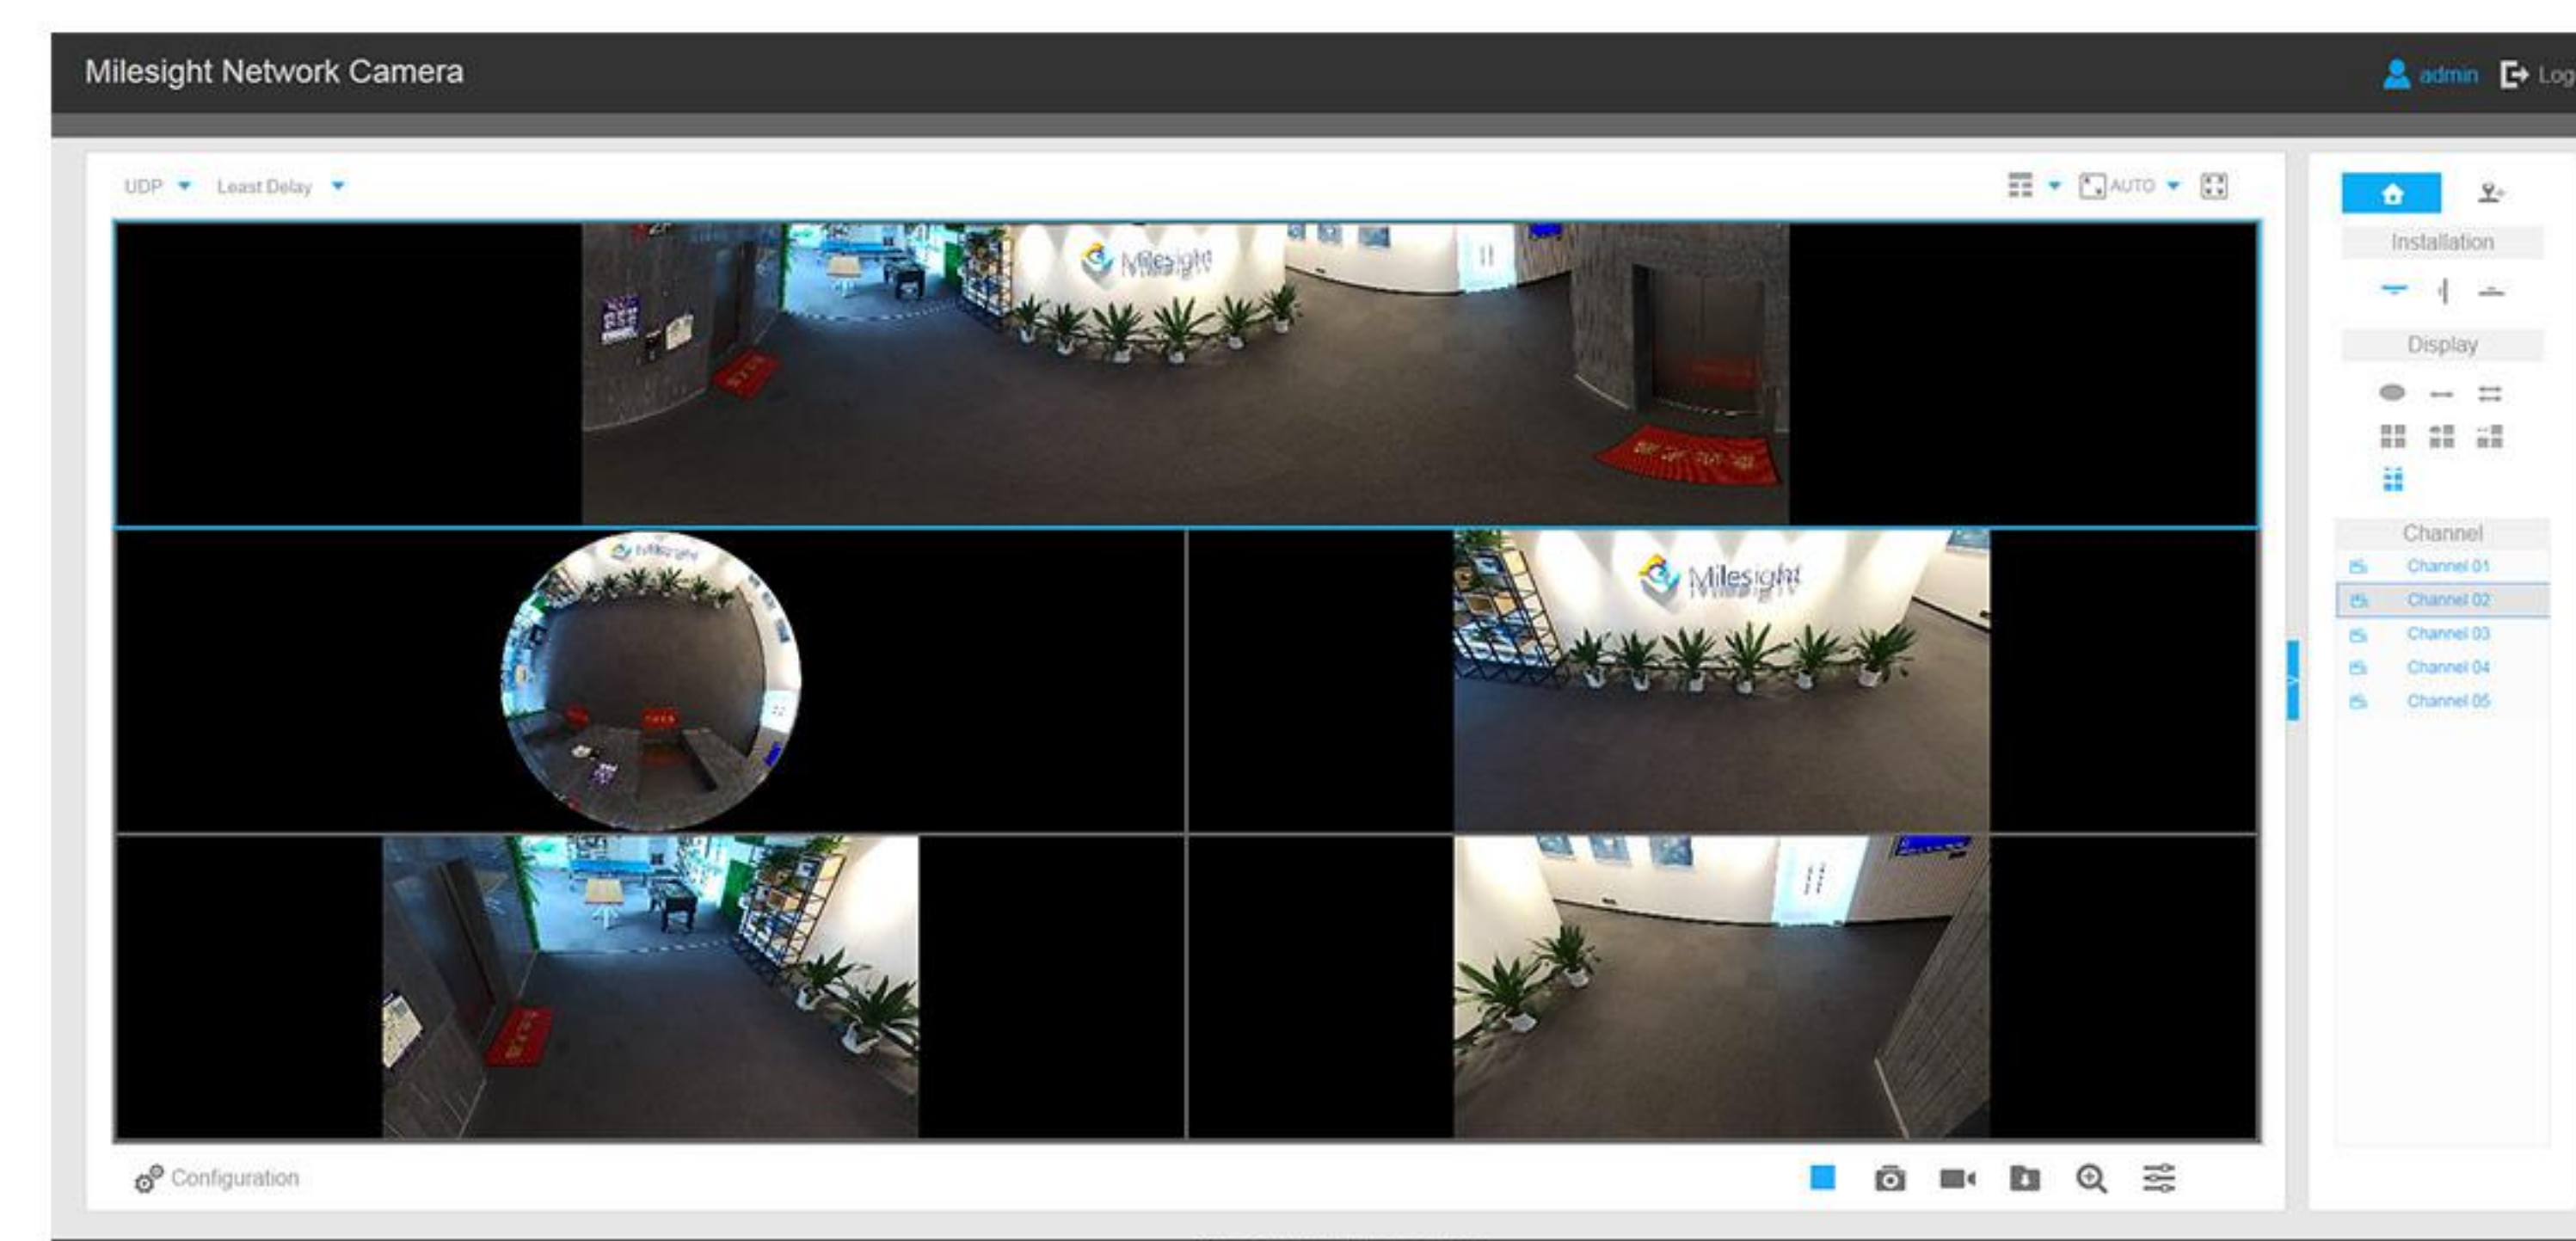 Milesight Network Camera
admin
Log
UDP
Least Delay
AUTO
Installation
Milesight
Display
Milesight
Milesight
Channel
Channel 01
Channel 02
Channel 03
Channel 04
Channel 05
Configuration